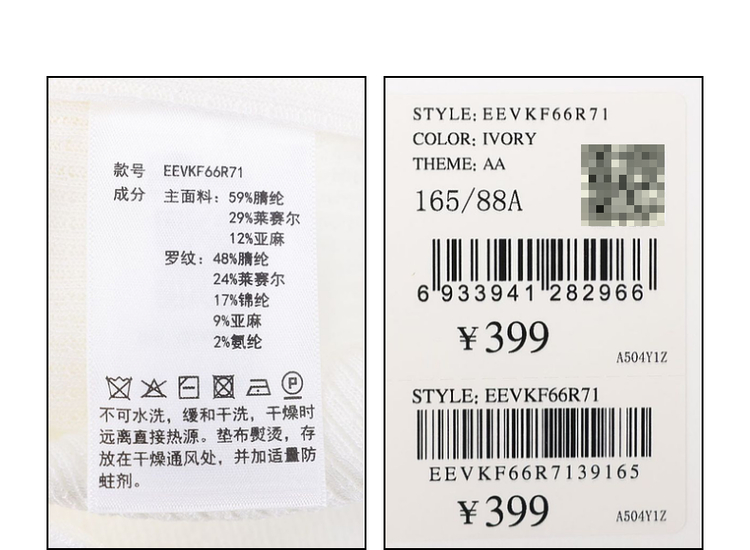 款号 EEVKF66R71
成分 主面料：59%腈纶
29%莱赛尔
12%亚麻
罗纹：48%腈纶
24%莱赛尔
17%锦纶
9%亚麻
2%氨纶
P
不可水洗，缓和干洗，干燥时
远离直接热源。垫布熨烫，存
放在干燥通风处，并加适量防
蛀剂。
STYLE: EEVKF66R71
COLOR: IVORY
THEME: AA
165/88A
6 933941 282966
¥399
A504Y1Z
STYLE: EEVKF66R71
EEVKF66R7139165
¥399
A504Y1Z